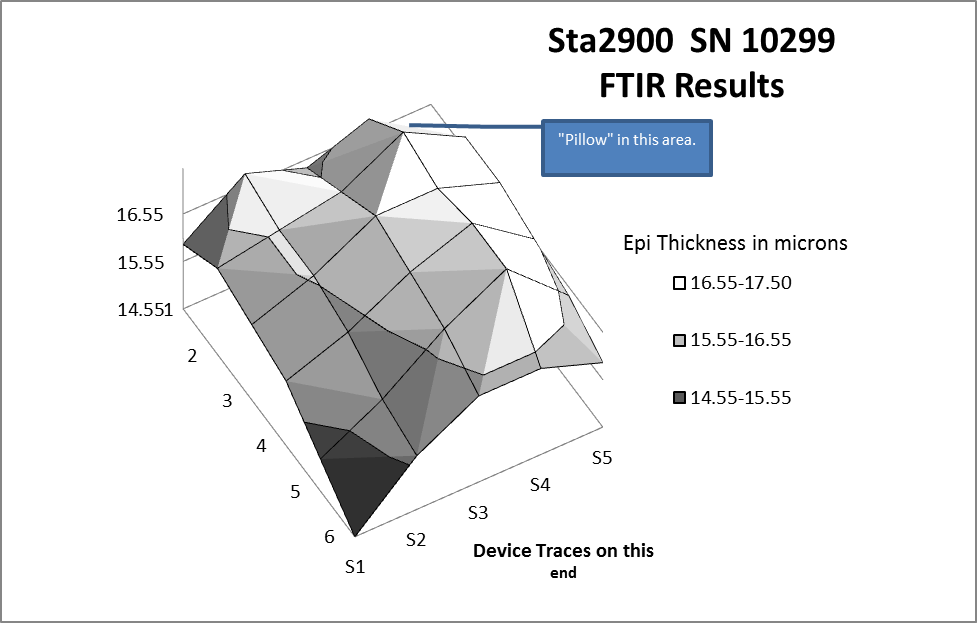 Sta2900 SN 10299
FTIR Results
"Pillow" in this area.
16.55
15.55
14.55
1
2
3
4
5
6
S1
S2
S3
S4
S5
Device Traces on this
end
Epi Thickness in microns
16.55-17.50
15.55-16.55
14.55-15.55